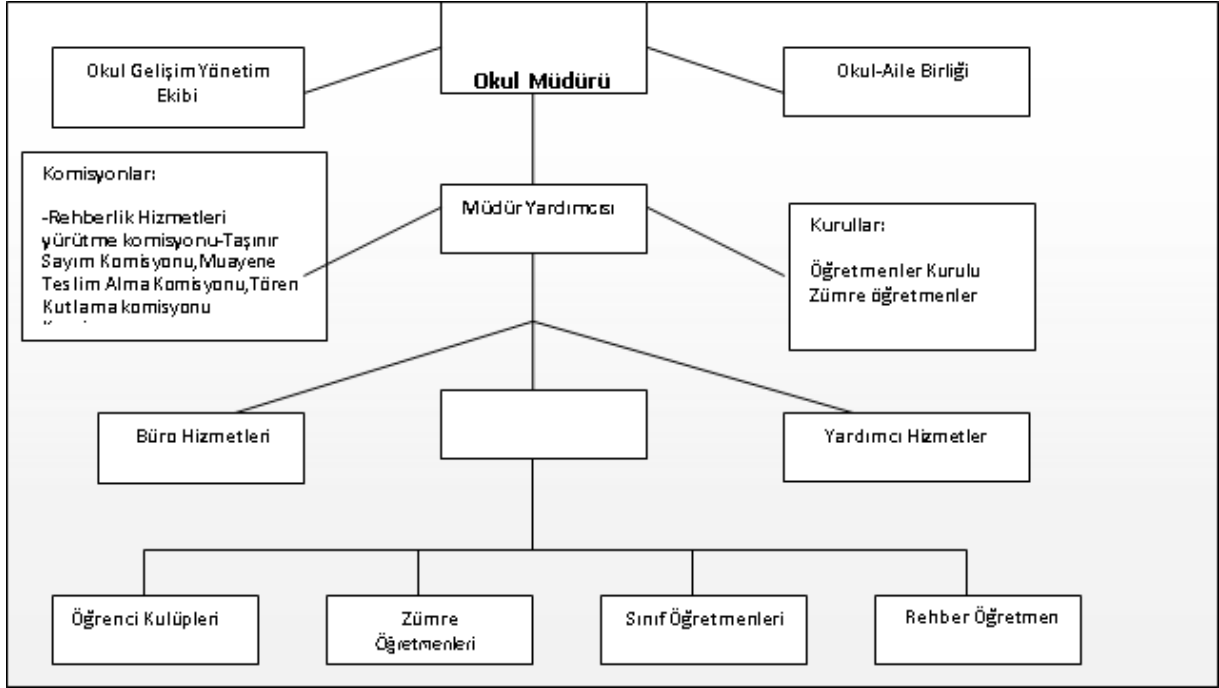 Okul Müdürü
Okul Gelişim Yönetim
Ekibi
Okul-Aile Birliği
Komisyonlar:
-Rehberlik Hizmetleri
yürütme komisyonu-Taşınır
Sayım Komisyonu,Muayene
Teslim Alma Komisyonu,Tören
Kutlama komisyonu
Müdür Yardımcısı
Kurullar:
Öğretmenler Kurulu
Zümre öğretmenler
Büro Hizmetleri
Yardımcı Hizmetler
Öğrenci Kulüpleri
Zümre
Öğretmenleri
Sınıf Öğretmenleri
Rehber Öğretmen